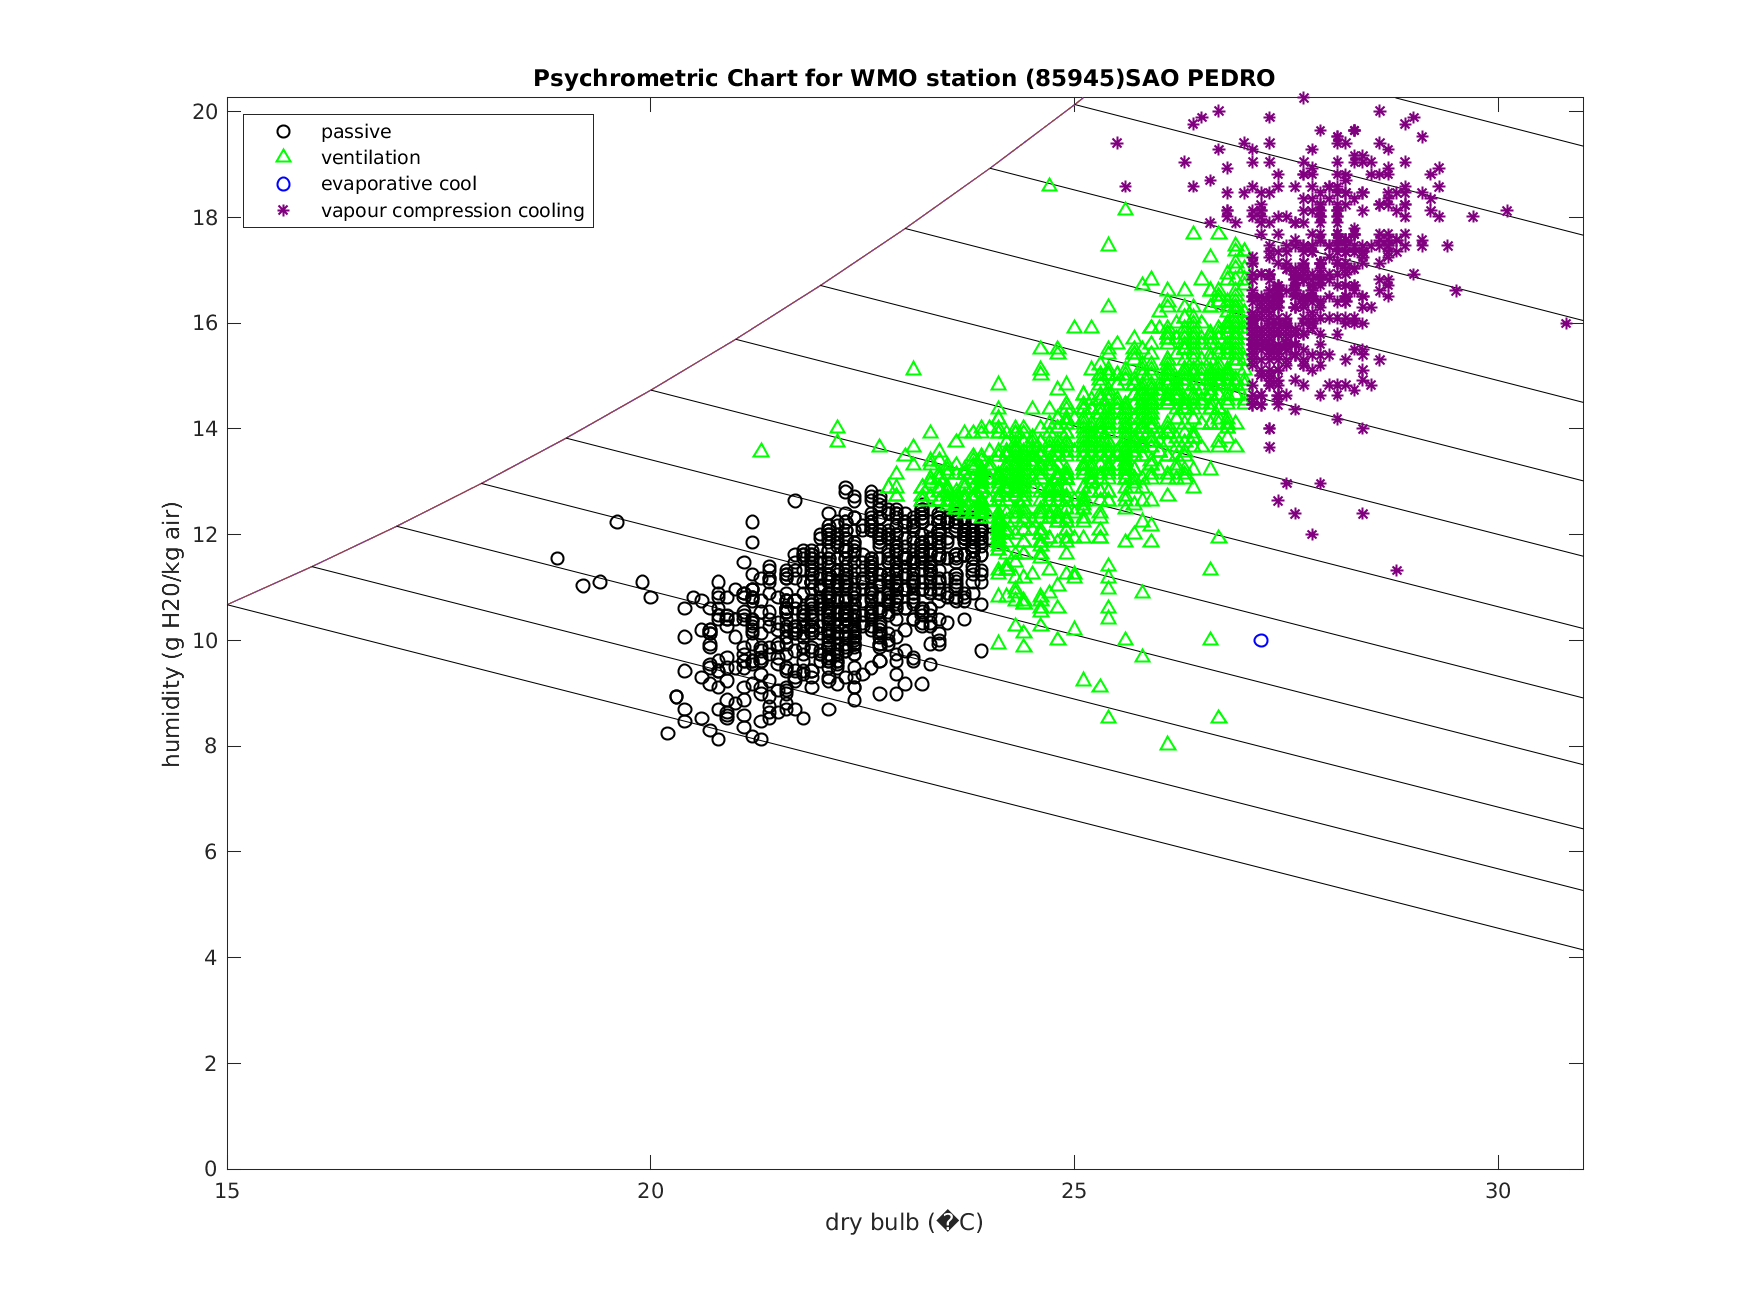 Psychrometric Chart for WMO station (85945)SAO PEDRO
passive
ventilation
evaporative cool
vapour compression cooling
humidity (g H20/kg air)
20
18
16
14
12
10
8
6
4
2
0
15 20 25 30
dry bulb (�C)